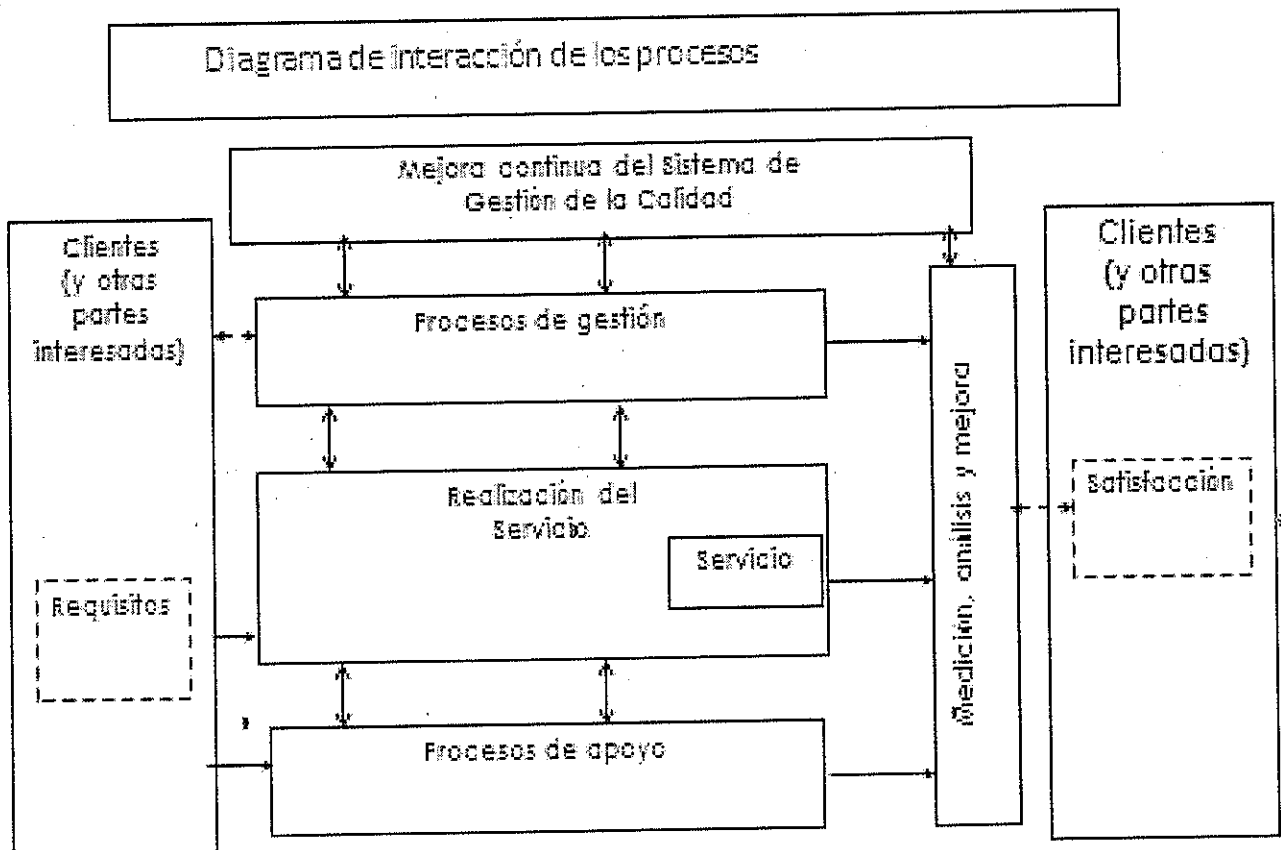 Diagrama de interacción de los procesos
Mejora continua del Sistema de
Gestión de la Calidad
Clientes
(y otras
partes
interesadas)
Requisitos
Procesos de gestión
Realización del
Servicio
Servicio
Procesos de apoyo
Medición, análisis y mejora
Clientes
(y otras
partes
interesadas)
Satisfacción